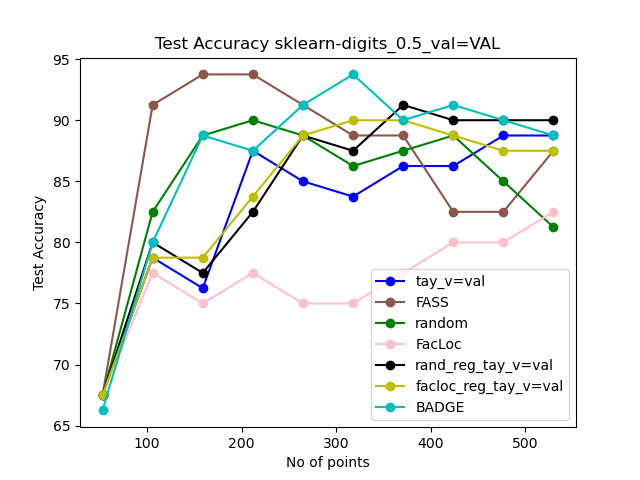 Test Accuracy sklearn-digits_0.5_val=VAL
Test Accuracy
95
90
85
80
75
70
65
100
200
300
400
500
No of points
tay_v=val
FASS
random
FacLoc
rand_reg_tay_v=val
facloc_reg_tay_v=val
BADGE